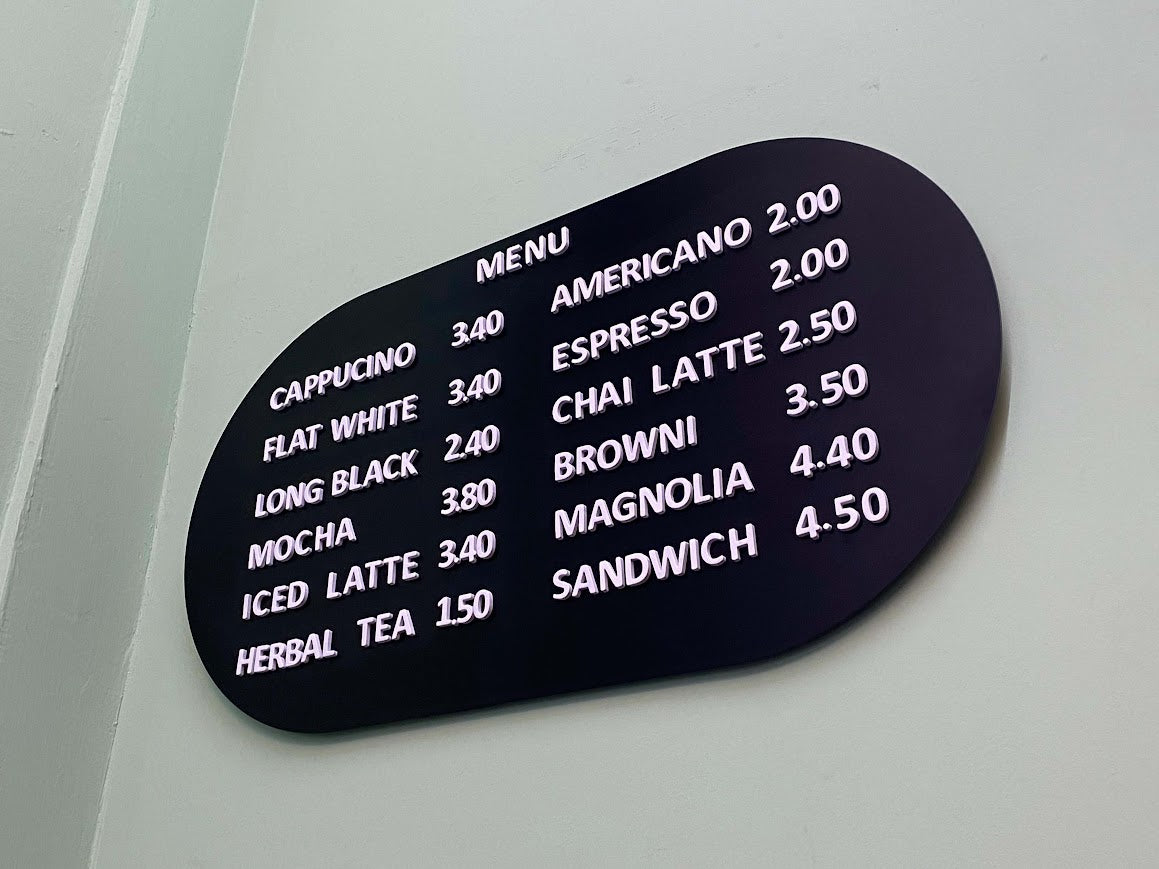 MENU
CAPPUCINO 3.40
FLAT WHITE 3.40
LONG BLACK 2.40
MOCHA 3.80
ICED LATTE 3.40
HERBAL TEA 1.50
AMERICANO 2.00
ESPRESSO 2.00
CHAI LATTE 2.50
BROWNI 3.50
MAGNOLIA 4.40
SANDWICH 4.50